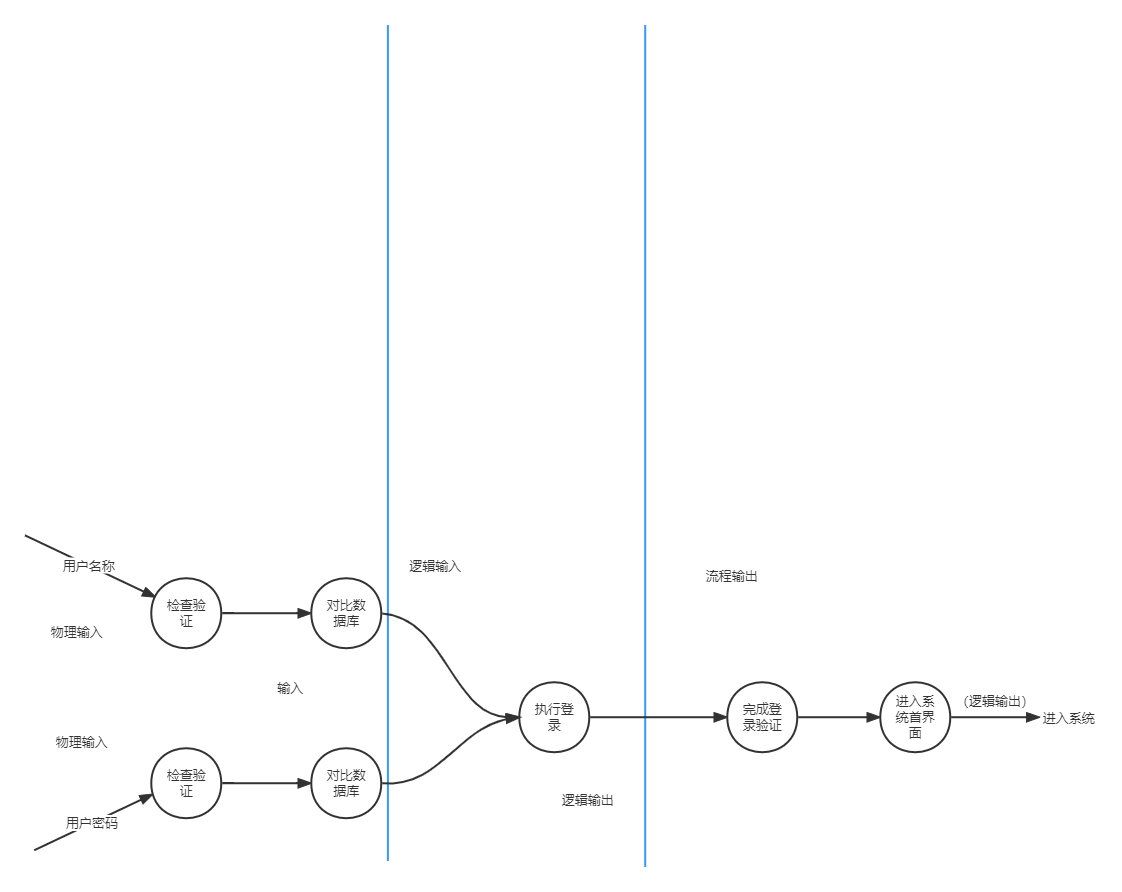 用户名称
逻辑输入
流程输出
检查验
证
对比数
据库
物理输入
输入
执行登
录
完成登
录验证
进入系
统首界
面
(逻辑输出)
进入系统
物理输入
检查验
证
对比数
据库
逻辑输出
用户密码